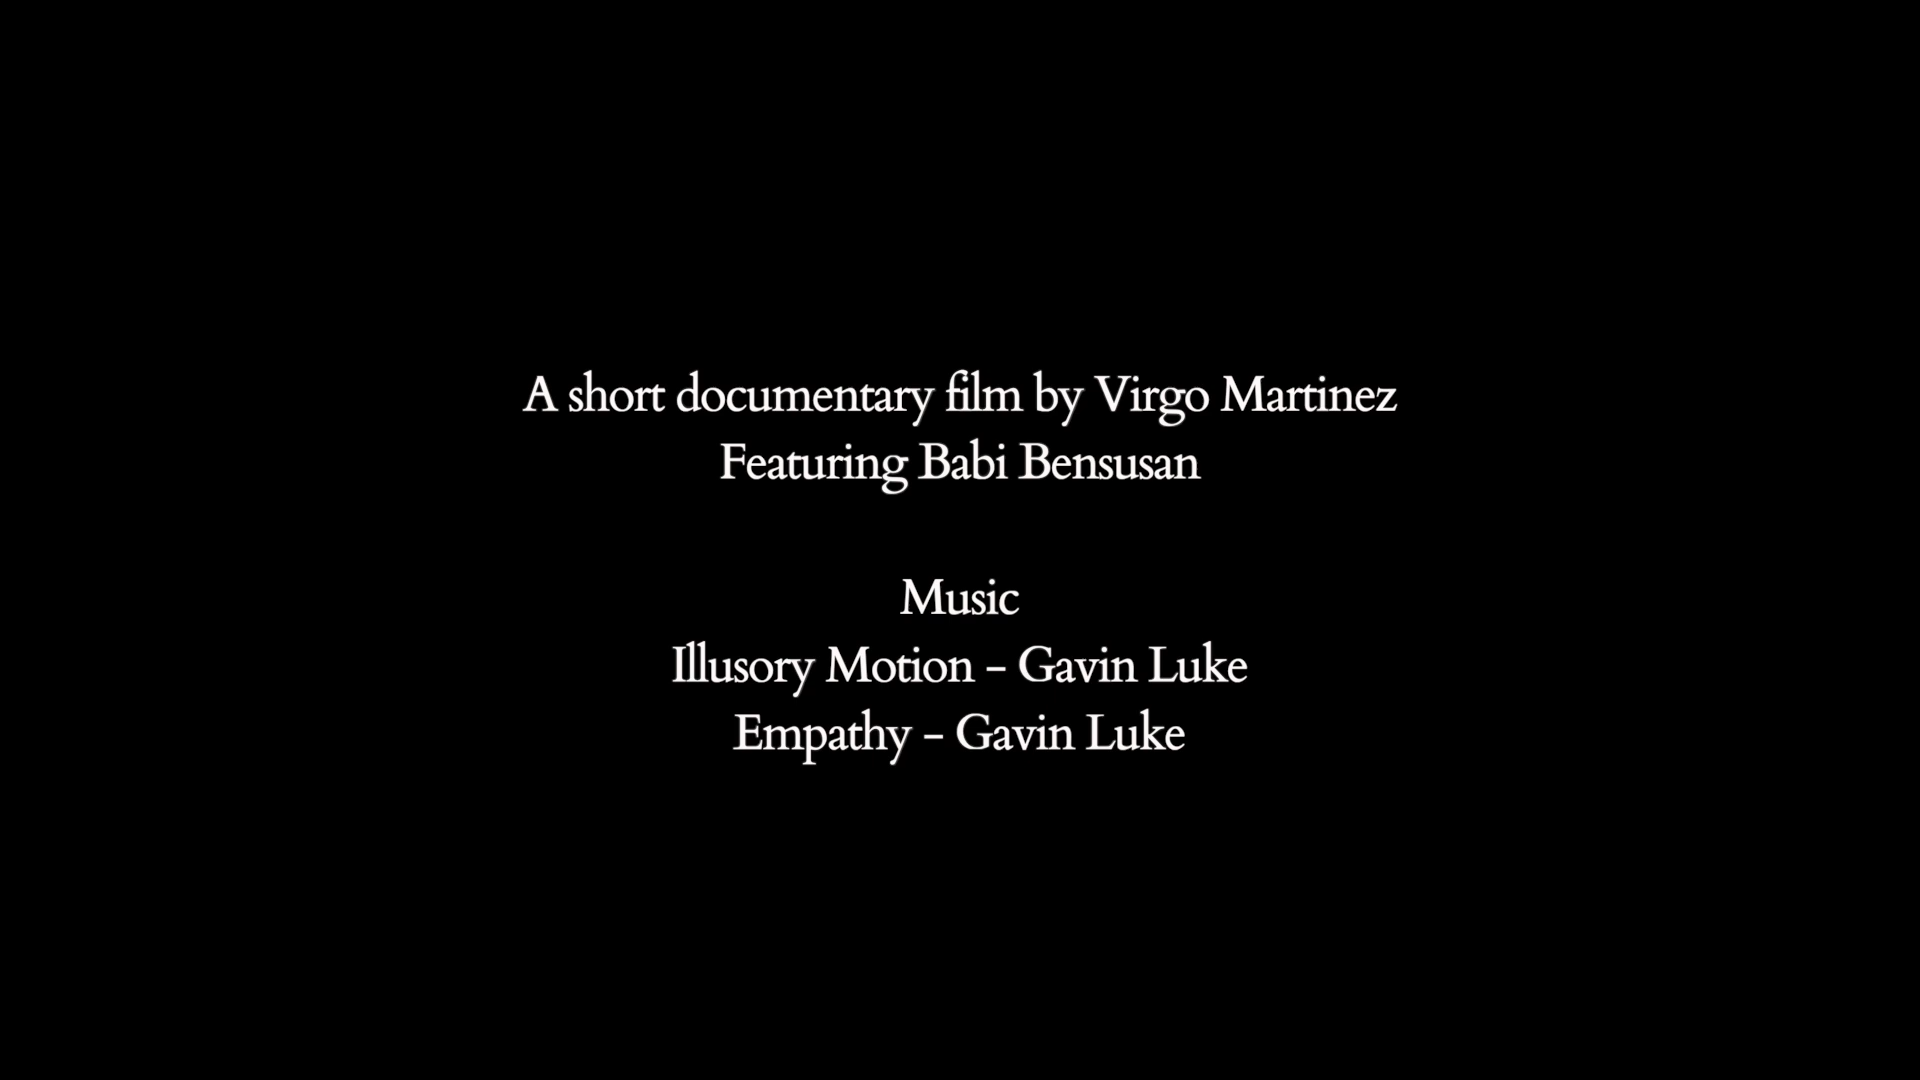 A short documentary film by Virgo Martinez
Featuring Babi Bensusan
Music
Illusory Motion - Gavin Luke
Empathy - Gavin Luke